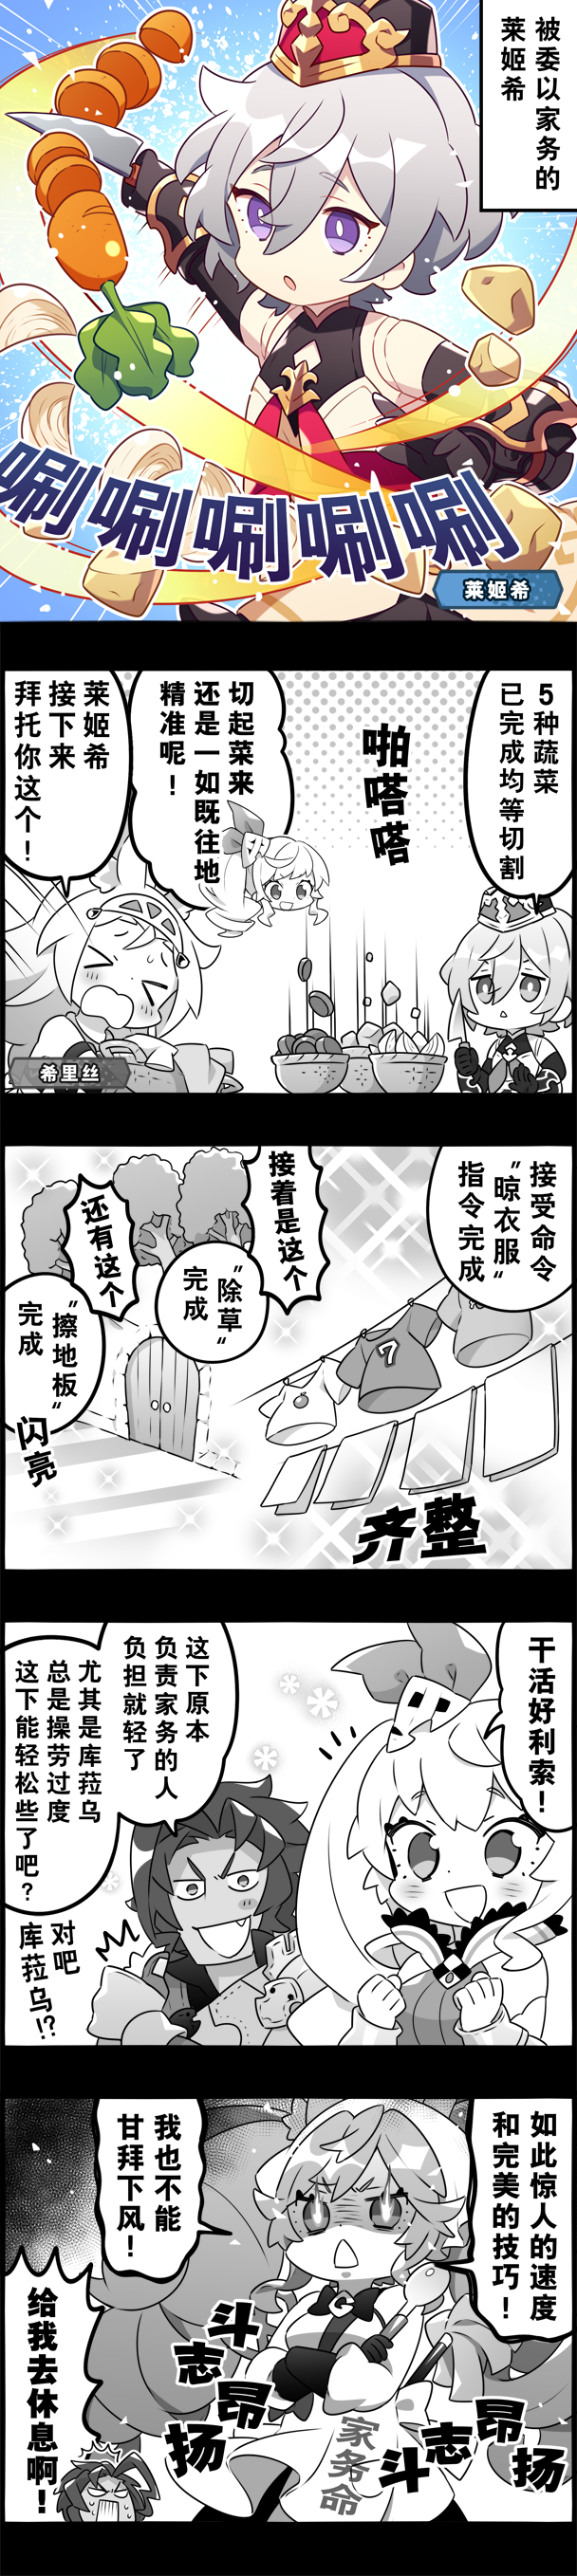 被委以家务的
莱姬希
唰唰唰唰唰
莱姬希
5种蔬菜
已完成均等切割
啪嗒嗒
切起菜来
还是一如既往地
精准呢！
莱姬希
接下来
拜托你这个！
希里丝
接受命令
“晾衣服”
指令完成
7
齐整
接着是这个
“除草”
完成
还有这个
“擦地板”
完成
闪亮
干活好利索！
这下原本
负责家务的人
负担就轻了
尤其是库菈乌
总是操劳过度
这下能轻松些了吧？
对吧
库菈乌!?
如此惊人的速度
和完美的技巧！
我也不能
甘拜下风！
斗志昂扬
斗志昂扬
家务命
给我去休息啊！